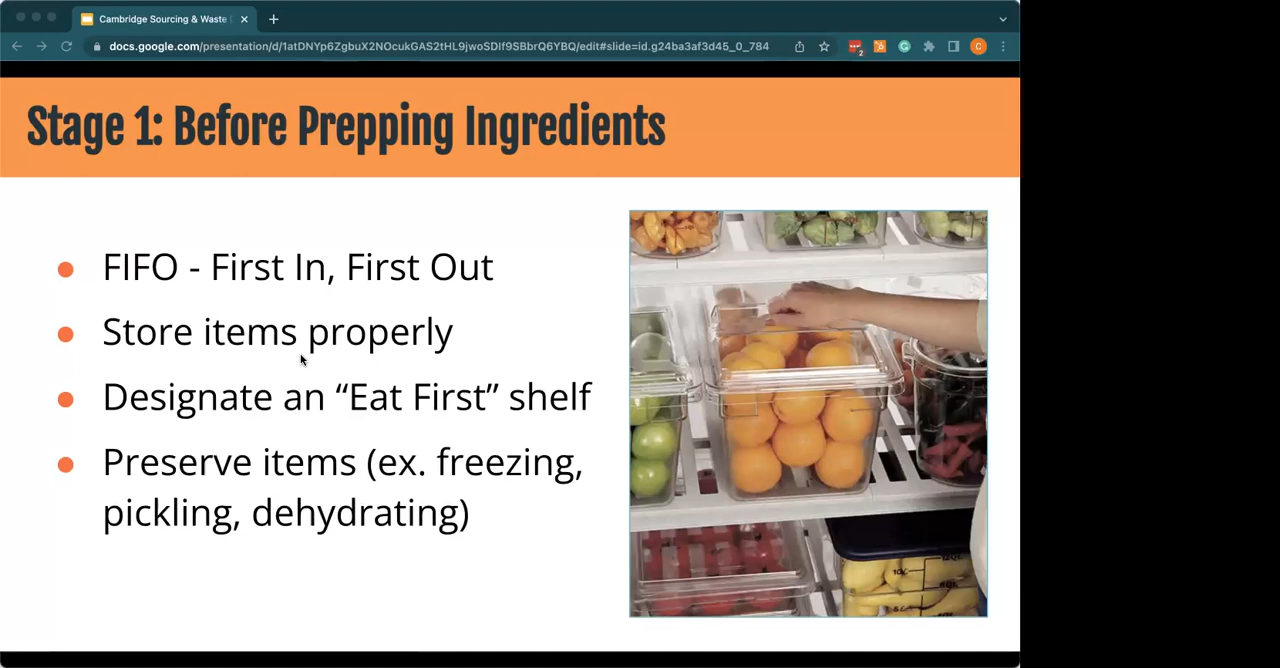 Cambridge Sourcing & Waste
docs.google.com/presentation/d/1atDNYp6ZgbuX2NOcukGAS2tHL9jwoSDIf9SBbrQ6YBQ/edit#slide=id.g24ba3af3d45_0_784
2
C
Stage 1: Before Prepping Ingredients
FIFO - First In, First Out
Store items properly
Designate an “Eat First” shelf
Preserve items (ex. freezing,
pickling, dehydrating)